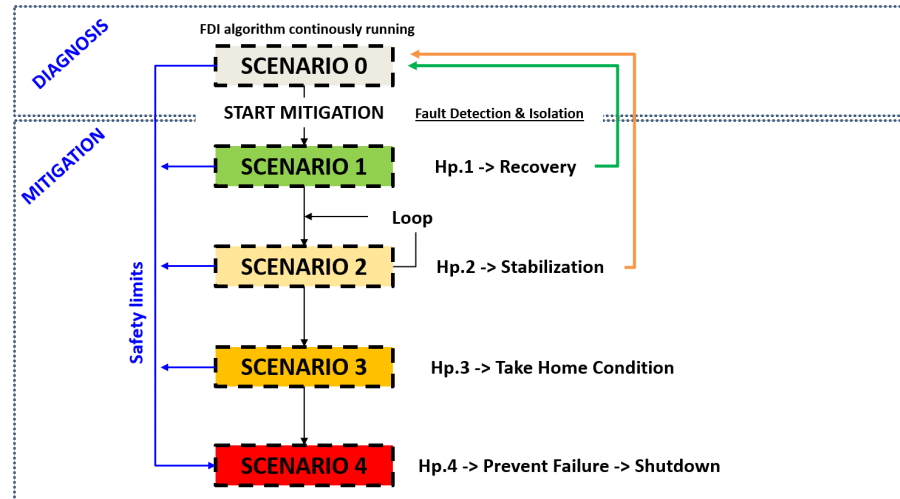 DIAGNOSIS
FDI algorithm continously running
SCENARIO 0
START MITIGATION
Fault Detection & Isolation
MITIGATION
SCENARIO 1
Hp.1 -> Recovery
Loop
SCENARIO 2
Hp.2 -> Stabilization
Safety limits
SCENARIO 3
Hp.3 -> Take Home Condition
SCENARIO 4
Hp.4 -> Prevent Failure -> Shutdown